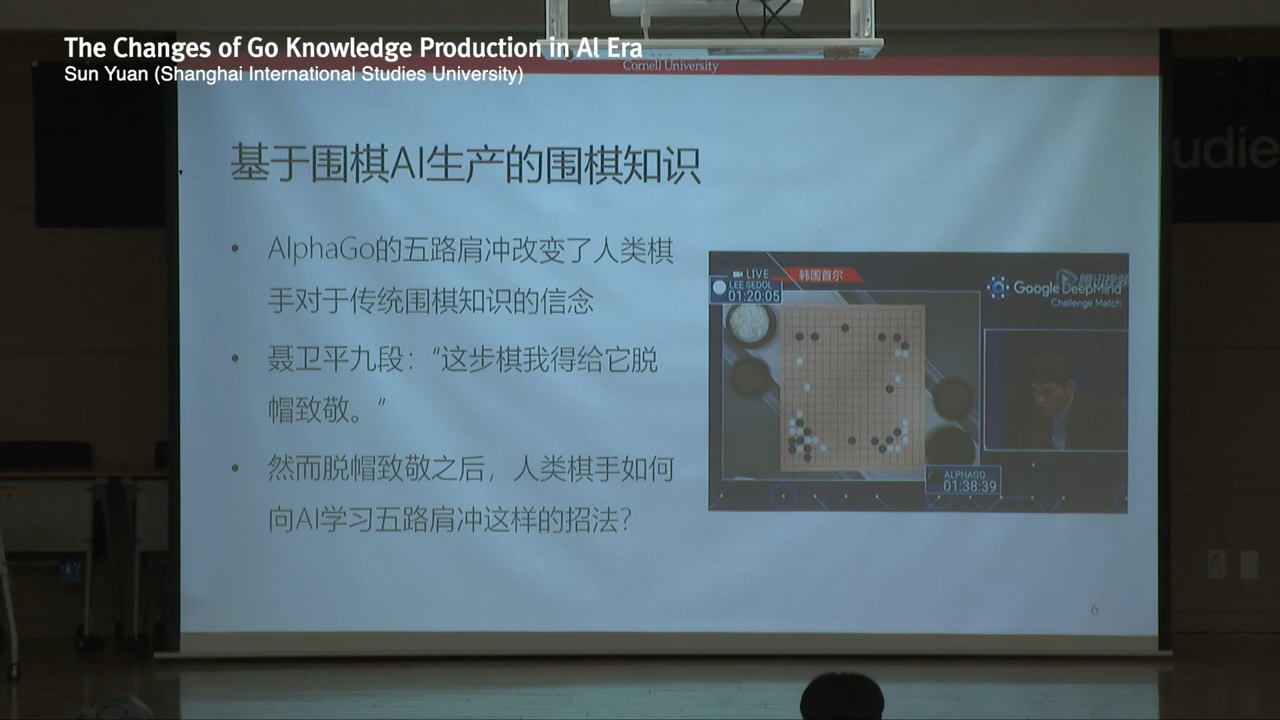 The Changes of Go Knowledge Production in AI Era
Sun Yuan (Shanghai International Studies University)
Cornell University
udie
基于围棋AI生产的围棋知识
• AlphaGo的五路肩冲改变了人类棋
手对于传统围棋知识的信念
• 聂卫平九段：“这步棋我得给它脱
帽致敬。”
• 然而脱帽致敬之后，人类棋手如何
向AI学习五路肩冲这样的招法？
LIVE
韩国首尔
LEE SEDOL
01:20:05
腾讯视频
Google DeepMind
Challenge Match
ALPHAGO
01:38:39
6